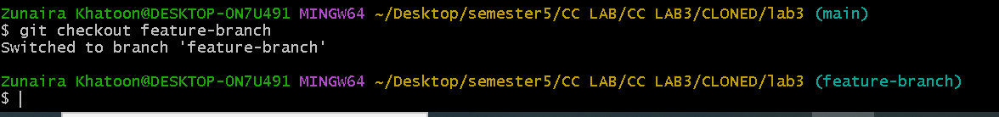 Zunaira Khatoon@DESKTOP-ON7U491 MINGW64 ~/Desktop/semester5/CC LAB/CC LAB3/CLONED/lab3 (main)
$ git checkout feature-branch
Switched to branch 'feature-branch'
Zunaira Khatoon@DESKTOP-ON7U491 MINGW64 ~/Desktop/semester5/CC LAB/CC LAB3/CLONED/lab3 (feature-branch)
$